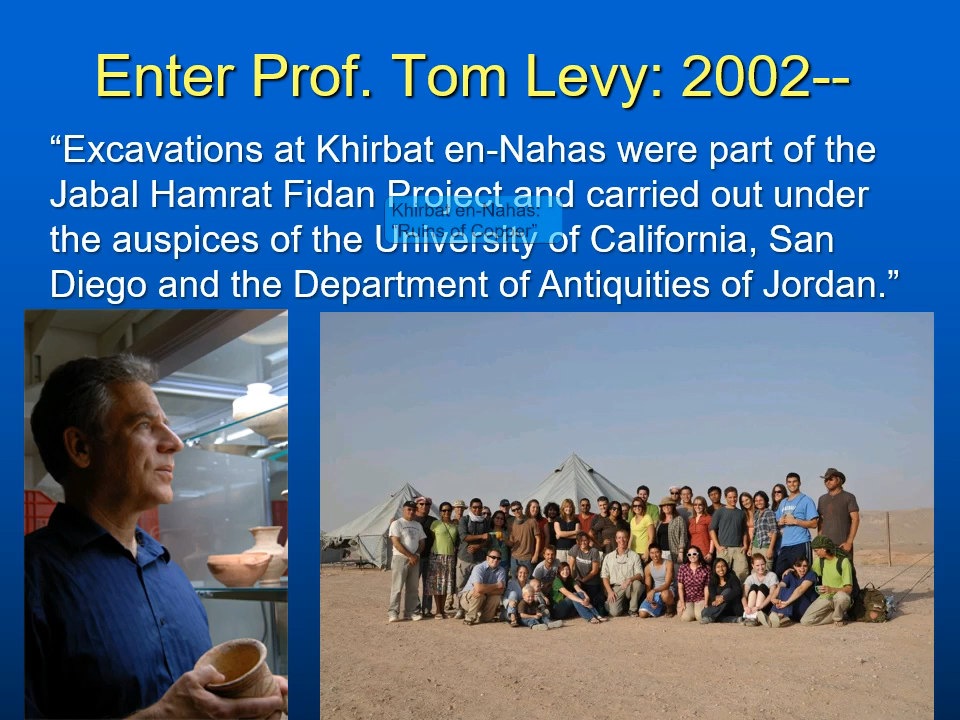 Enter Prof. Tom Levy: 2002--
“Excavations at Khirbat en-Nahas were part of the
Jabal Hamrat Fidan Project and carried out under
the auspices of the University of California, San
Diego and the Department of Antiquities of Jordan.”
Khirbat en-Nahas:
“Ruins of Copper”